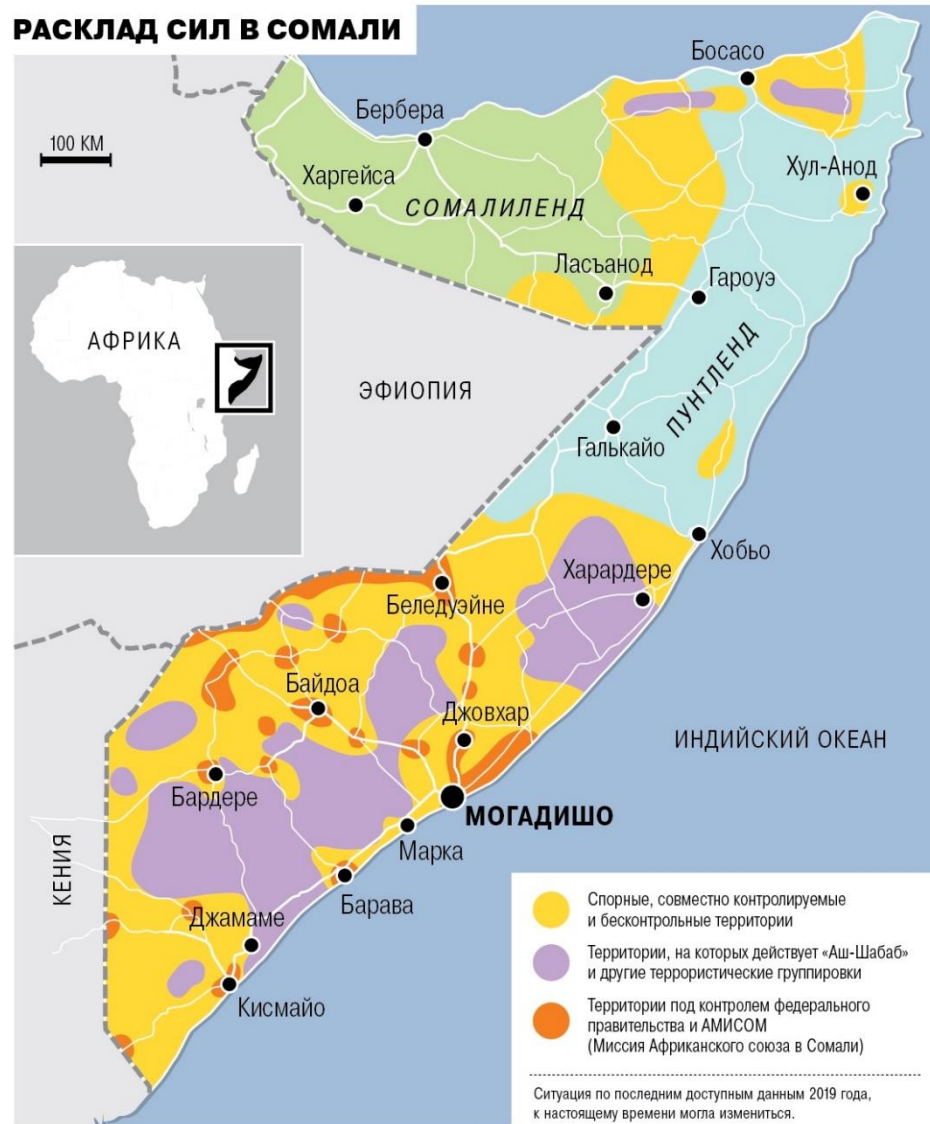 РАСКЛАД СИЛ В СОМАЛИ
100 КМ
Босасо
Бербера
Харгейса
Хул-Анод
СОМАЛИЛЕНД
Ласъанод
Гароуэ
АФРИКА
ЭФИОПИЯ
ПУНТЛЕНД
Галькайо
Хобьо
Харардере
Беледуэйне
Байдоа
Джовхар
ИНДИЙСКИЙ ОКЕАН
Бардере
МОГАДИШО
Марка
КЕНИЯ
Барава
Джамаме
Кисмайо
Спорные, совместно контролируемые
и бесконтрольные территории
Территории, на которых действует «Аш-Шабаб»
и другие террористические группировки
Территории под контролем федерального
правительства и АМИСОМ
(Миссия Африканского союза в Сомали)
Ситуация по последним доступным данным 2019 года,
к настоящему времени могла измениться.